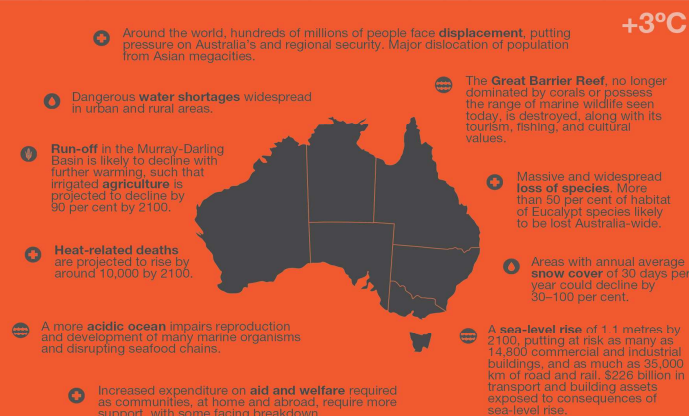 +3ºC
Around the world, hundreds of millions of people face displacement, putting
pressure on Australia's and regional security. Major dislocation of population
from Asian megacities.
The Great Barrier Reef, no longer
dominated by corals or possess
the range of marine wildlife seen
today, is destroyed, along with its
tourism, fishing, and cultural
values.
Dangerous water shortages widespread
in urban and rural areas.
Run-off in the Murray-Darling
Basin is likely to decline with
further warming, such that
irrigated agriculture is
projected to decline by
90 per cent by 2100.
Massive and widespread
loss of species. More
than 50 per cent of habitat
of Eucalypt species likely
to be lost Australia-wide.
Heat-related deaths
are projected to rise by
around 10,000 by 2100.
Areas with annual average
snow cover of 30 days per
year could decline by
30–100 per cent.
A more acidic ocean impairs reproduction
and development of many marine organisms
and disrupting seafood chains.
A sea-level rise of 1.1 metres by
2100, putting at risk as many as
14,800 commercial and industrial
buildings, and as much as 35,000
km of road and rail. $226 billion in
transport and building assets
exposed to consequences of
sea-level rise.
Increased expenditure on aid and welfare required
as communities, at home and abroad, require more
support, with some facing breakdown.